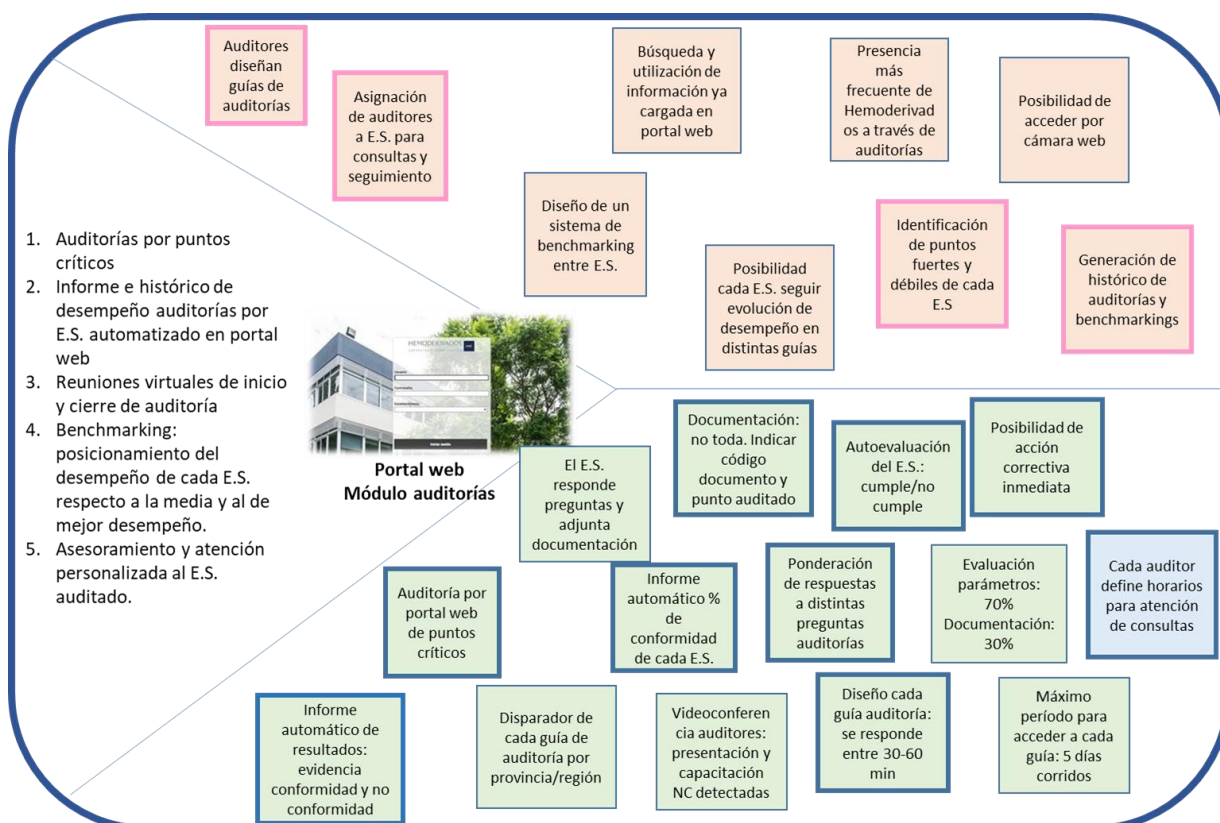 Auditores
diseñan
guías de
auditorías
Asignación
de auditores
a E.S. para
consultas y
seguimiento
Búsqueda y
utilización de
información ya
cargada en
portal web
Presencia
más
frecuente de
Hemoderivad
os a través de
auditorías
Posibilidad de
acceder por
cámara web
Diseño de un
sistema de
benchmarking
entre E.S.
Posibilidad
cada E.S. seguir
evolución de
desempeño en
distintas guías
Identificación
de puntos
fuertes y
débiles de cada
E.S
Generación de
histórico de
auditorías y
benchmarkings
1. Auditorías por puntos
críticos
2. Informe e histórico de
desempeño auditorías por
E.S. automatizado en portal
web
3. Reuniones virtuales de inicio
y cierre de auditoría
4. Benchmarking:
posicionamiento del
desempeño de cada E.S.
respecto a la media y al de
mejor desempeño.
5. Asesoramiento y atención
personalizada al E.S.
auditado.
HEMODERIVADOS
Portal web
Módulo auditorías
El E.S.
responde
preguntas y
adjunta
documentación
Documentación:
no toda. Indicar
código
documento y
punto auditado
Autoevaluación
del E.S.:
cumple/no
cumple
Posibilidad de
acción
correctiva
inmediata
Auditoría por
portal web
de puntos
críticos
Informe
automático %
de
conformidad
de cada E.S.
Ponderación
de respuestas
a distintas
preguntas
auditorías
Evaluación
parámetros:
70%
Documentación:
30%
Cada auditor
define horarios
para atención
de consultas
Informe
automático de
resultados:
evidencia
conformidad y no
conformidad
Disparador de
cada guía de
auditoría por
provincia/región
Videoconferen
cia auditores:
presentación y
capacitación
NC detectadas
Diseño cada
guía auditoría:
se responde
entre 30-60
min
Máximo
período para
acceder a cada
guía: 5 días
corridos